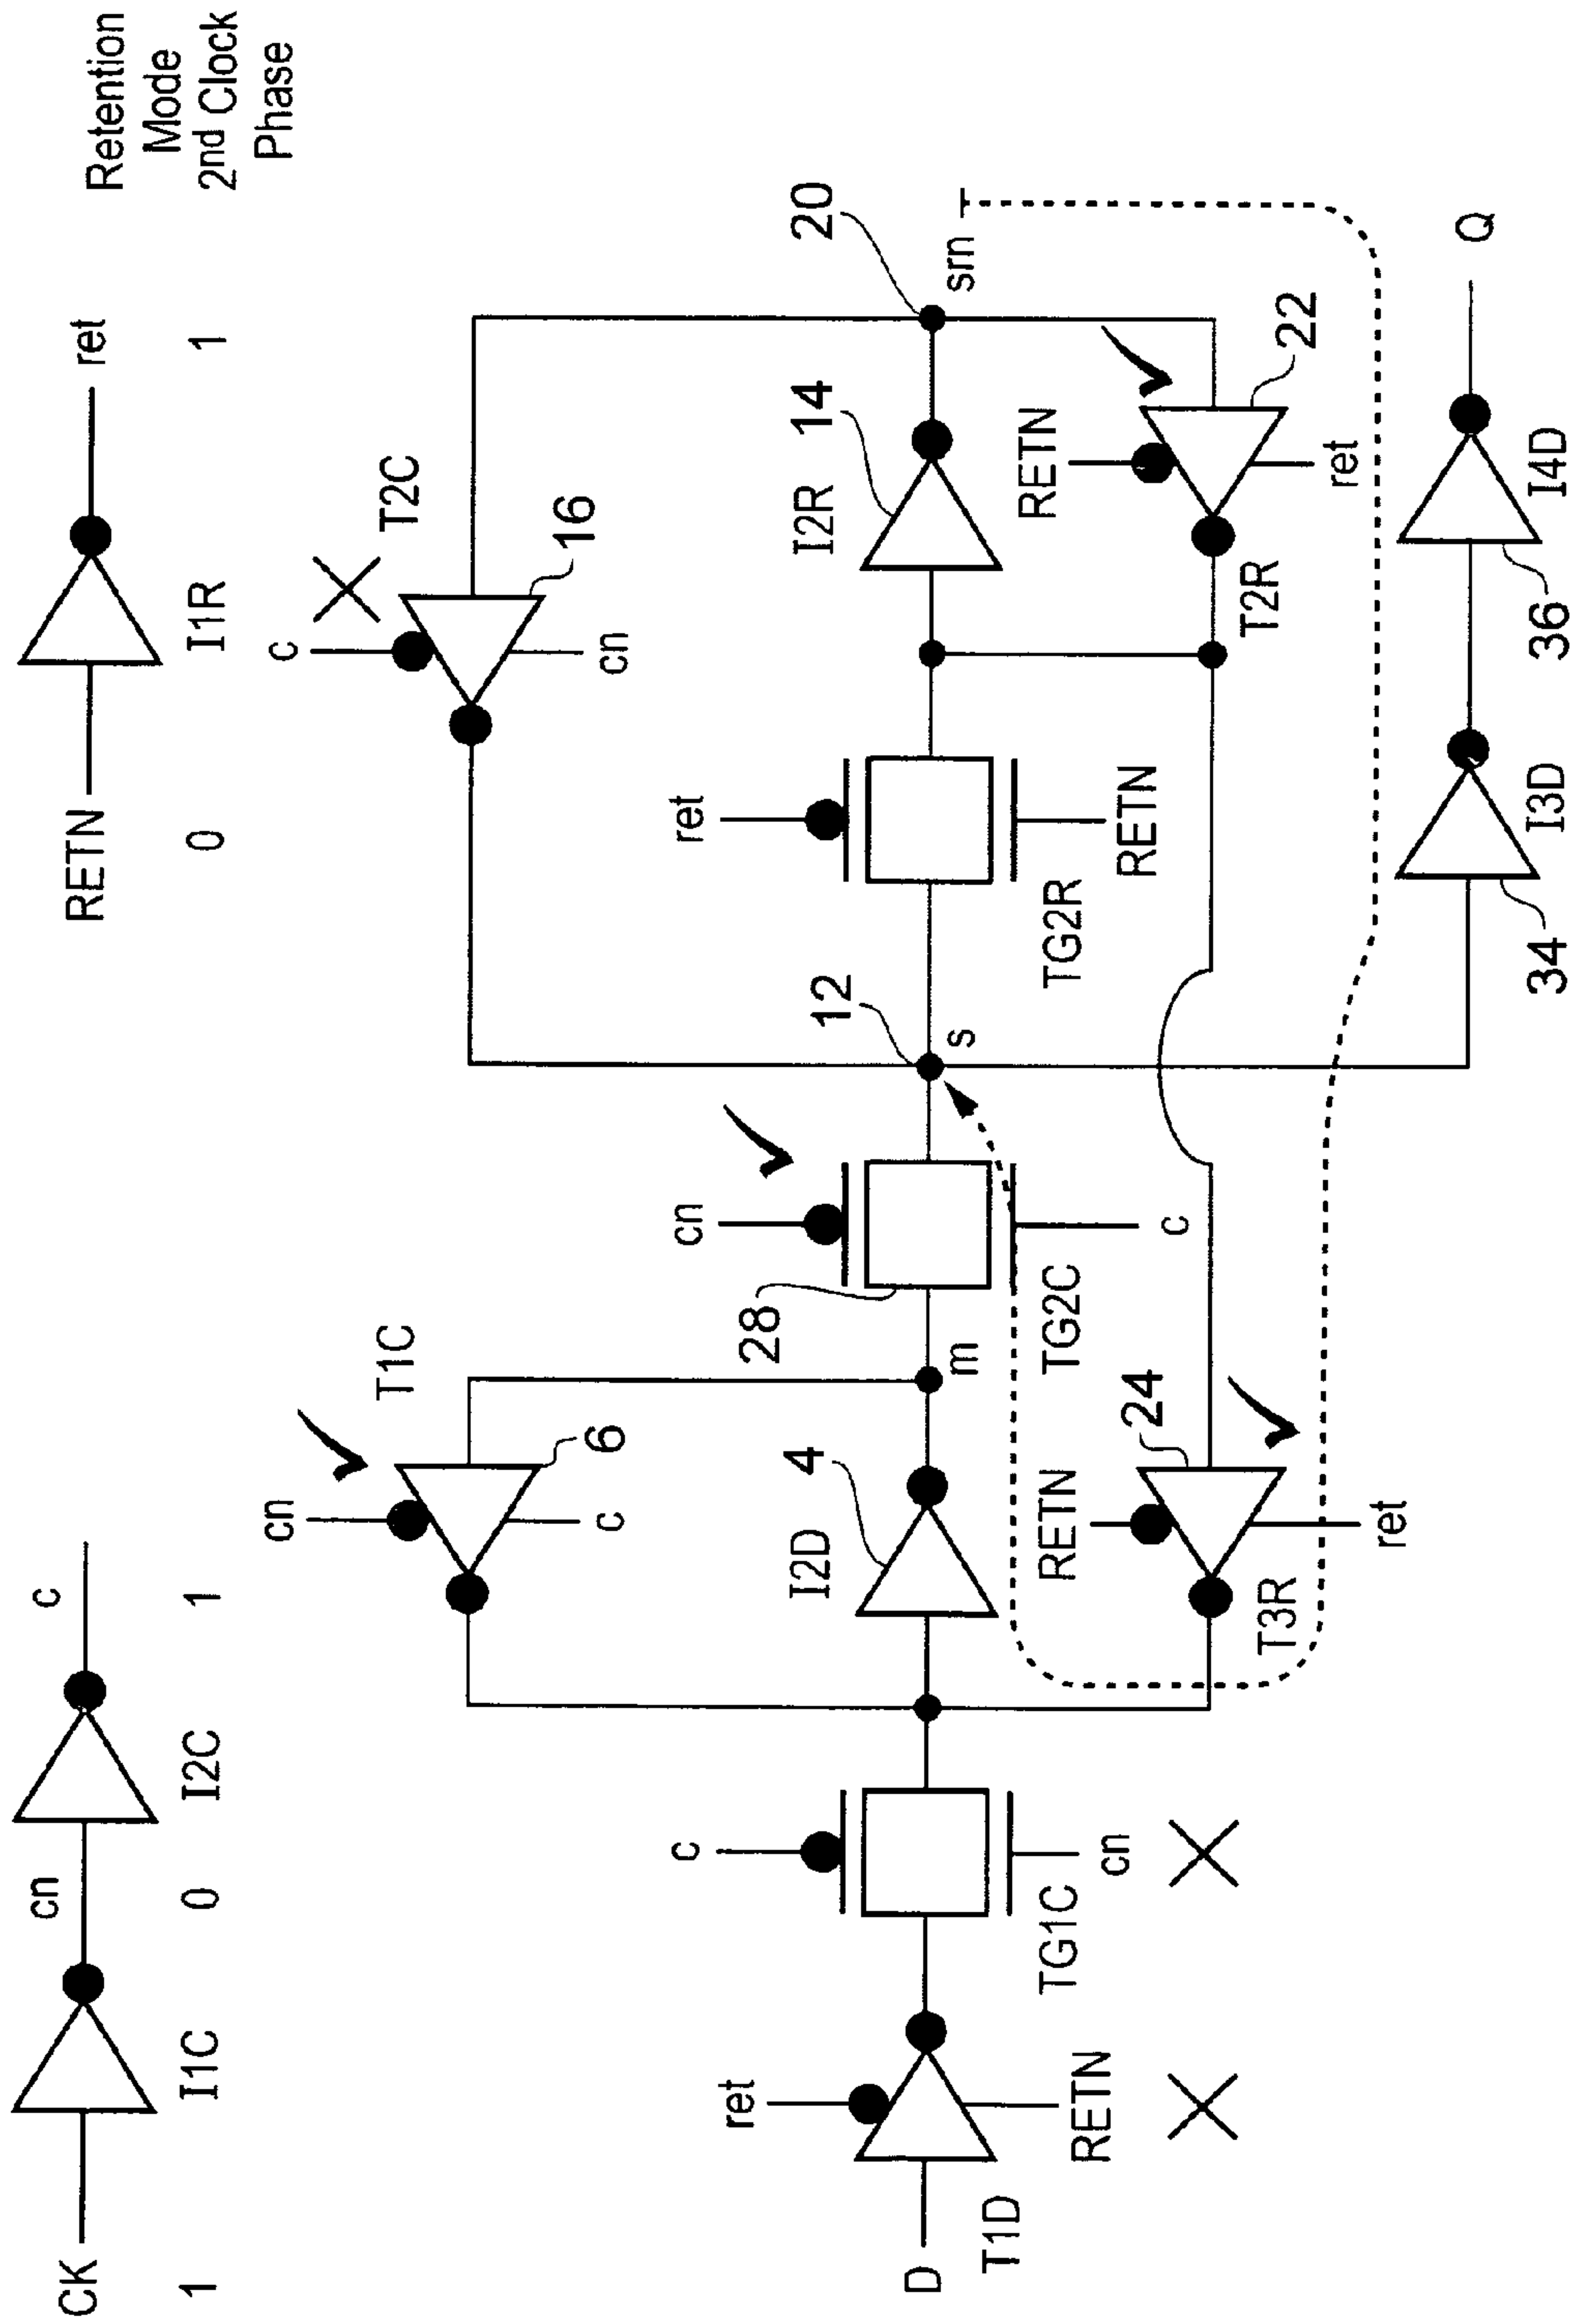 Retention
Mode
2nd Clock
Phase
CK
cn
c
I1C
I2C
1
0
1
RETN
ret
I1R
0
1
cn
T1C
c
6
c
T2C
cn
16
D
ret
T1D
RETN
c
TG1C
cn
I2D
4
m
28
cn
TG2C
c
12
s
ret
TG2R
RETN
I2R
14
20
srn
RETN
24
T3R
ret
RETN
22
T2R
ret
34
I3D
36
I4D
Q